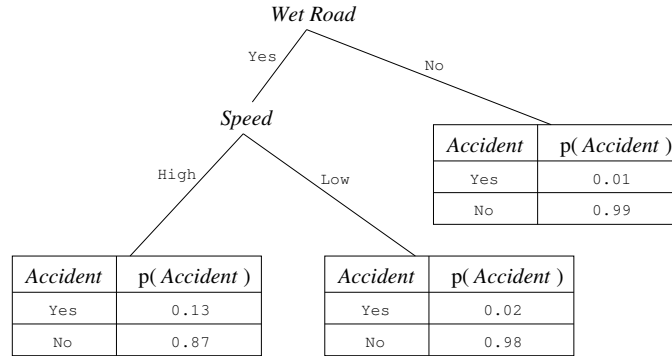 Wet Road
Yes
No
Speed
High
Low
Accident p(Accident)
Yes 0.01
No 0.99
Accident p(Accident)
Yes 0.13
No 0.87
Accident p(Accident)
Yes 0.02
No 0.98